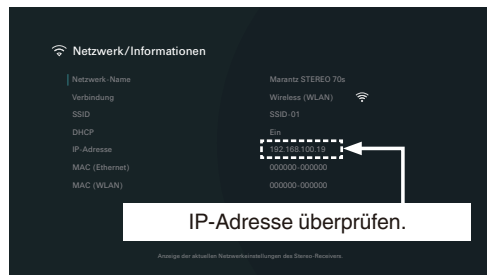 Netzwerk/Informationen
Netzwerk-Name Marantz STEREO 70s
Verbindung Wireless (WLAN)
SSID SSID-01
DHCP Ein
IP-Adresse 192.168.100.19
MAC (Ethernet) 000000-000000
MAC (WLAN) 000000-000000
IP-Adresse überprüfen.
Anzeige der aktuellen Netzwerkeinstellungen des Stereo-Receivers.